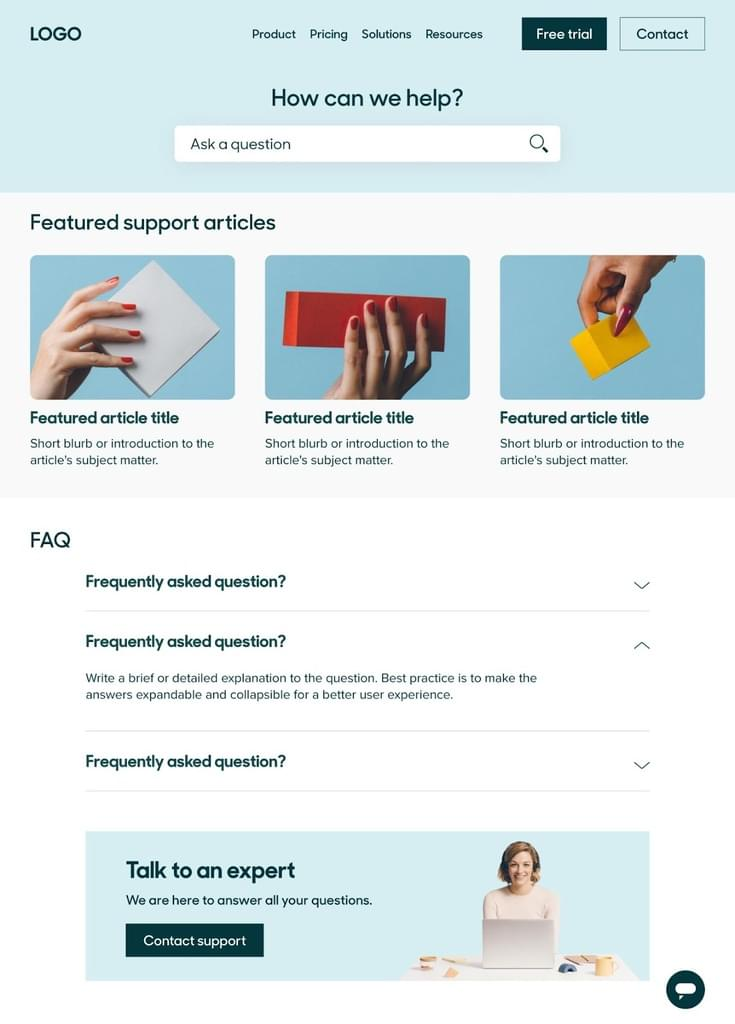 LOGO
Product Pricing Solutions Resources Free trial Contact
How can we help?
Ask a question
Featured support articles
Featured article title
Short blurb or introduction to the
article's subject matter.
Featured article title
Short blurb or introduction to the
article's subject matter.
Featured article title
Short blurb or introduction to the
article's subject matter.
FAQ
Frequently asked question?
Frequently asked question?
Write a brief or detailed explanation to the question. Best practice is to make the
answers expandable and collapsible for a better user experience.
Frequently asked question?
Talk to an expert
We are here to answer all your questions.
Contact support